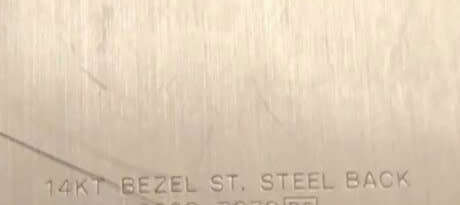 14KT BEZEL ST. STEEL BACK